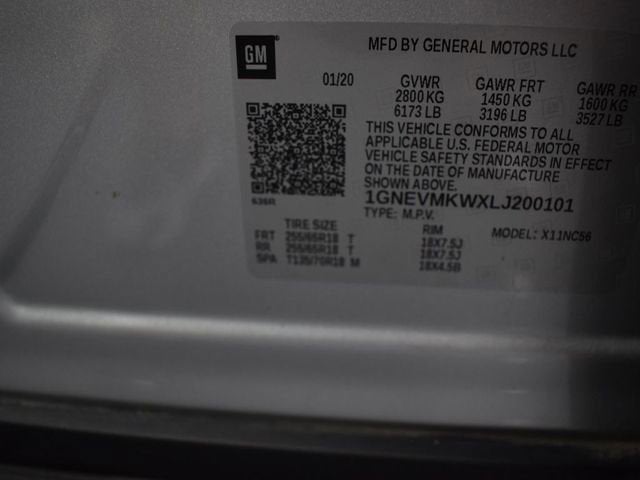 GM
MFD BY GENERAL MOTORS LLC
01/20 GVWR GAWR FRT GAWR RR
2800 KG 1450 KG 1600 KG
6173 LB 3196 LB 3527 LB
THIS VEHICLE CONFORMS TO ALL
APPLICABLE U.S. FEDERAL MOTOR
VEHICLE SAFETY STANDARDS IN EFFECT
ON THE DATE OF MANUFACTURE
SHOWN ABOVE.
636R 1GNEVMKWXLJ200101
TYPE: M.P.V. MODEL: X11NC56
TIRE SIZE RIM
FRT 255/65R18 T 18X7.5J
RR 255/65R18 T 18X7.5J
SPA T135/70R18 M 18X4.5B